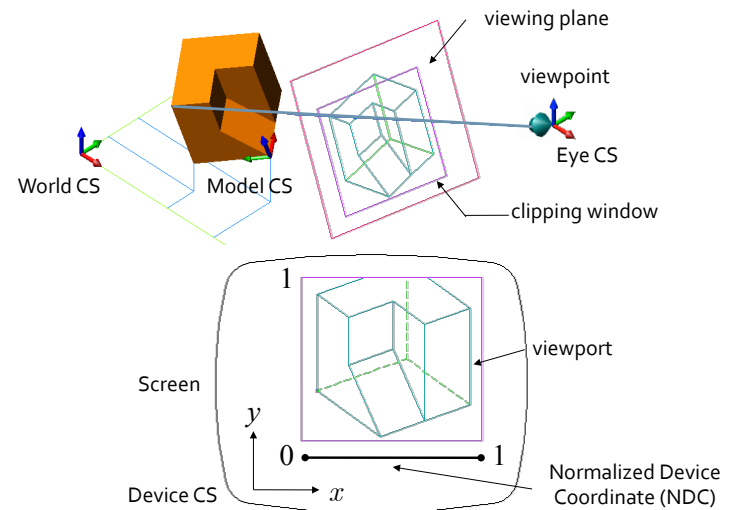 viewing plane
viewpoint
Eye CS
World CS
Model CS
clipping window
1
viewport
Screen
y
0
1
x
Normalized Device
Coordinate (NDC)
Device CS